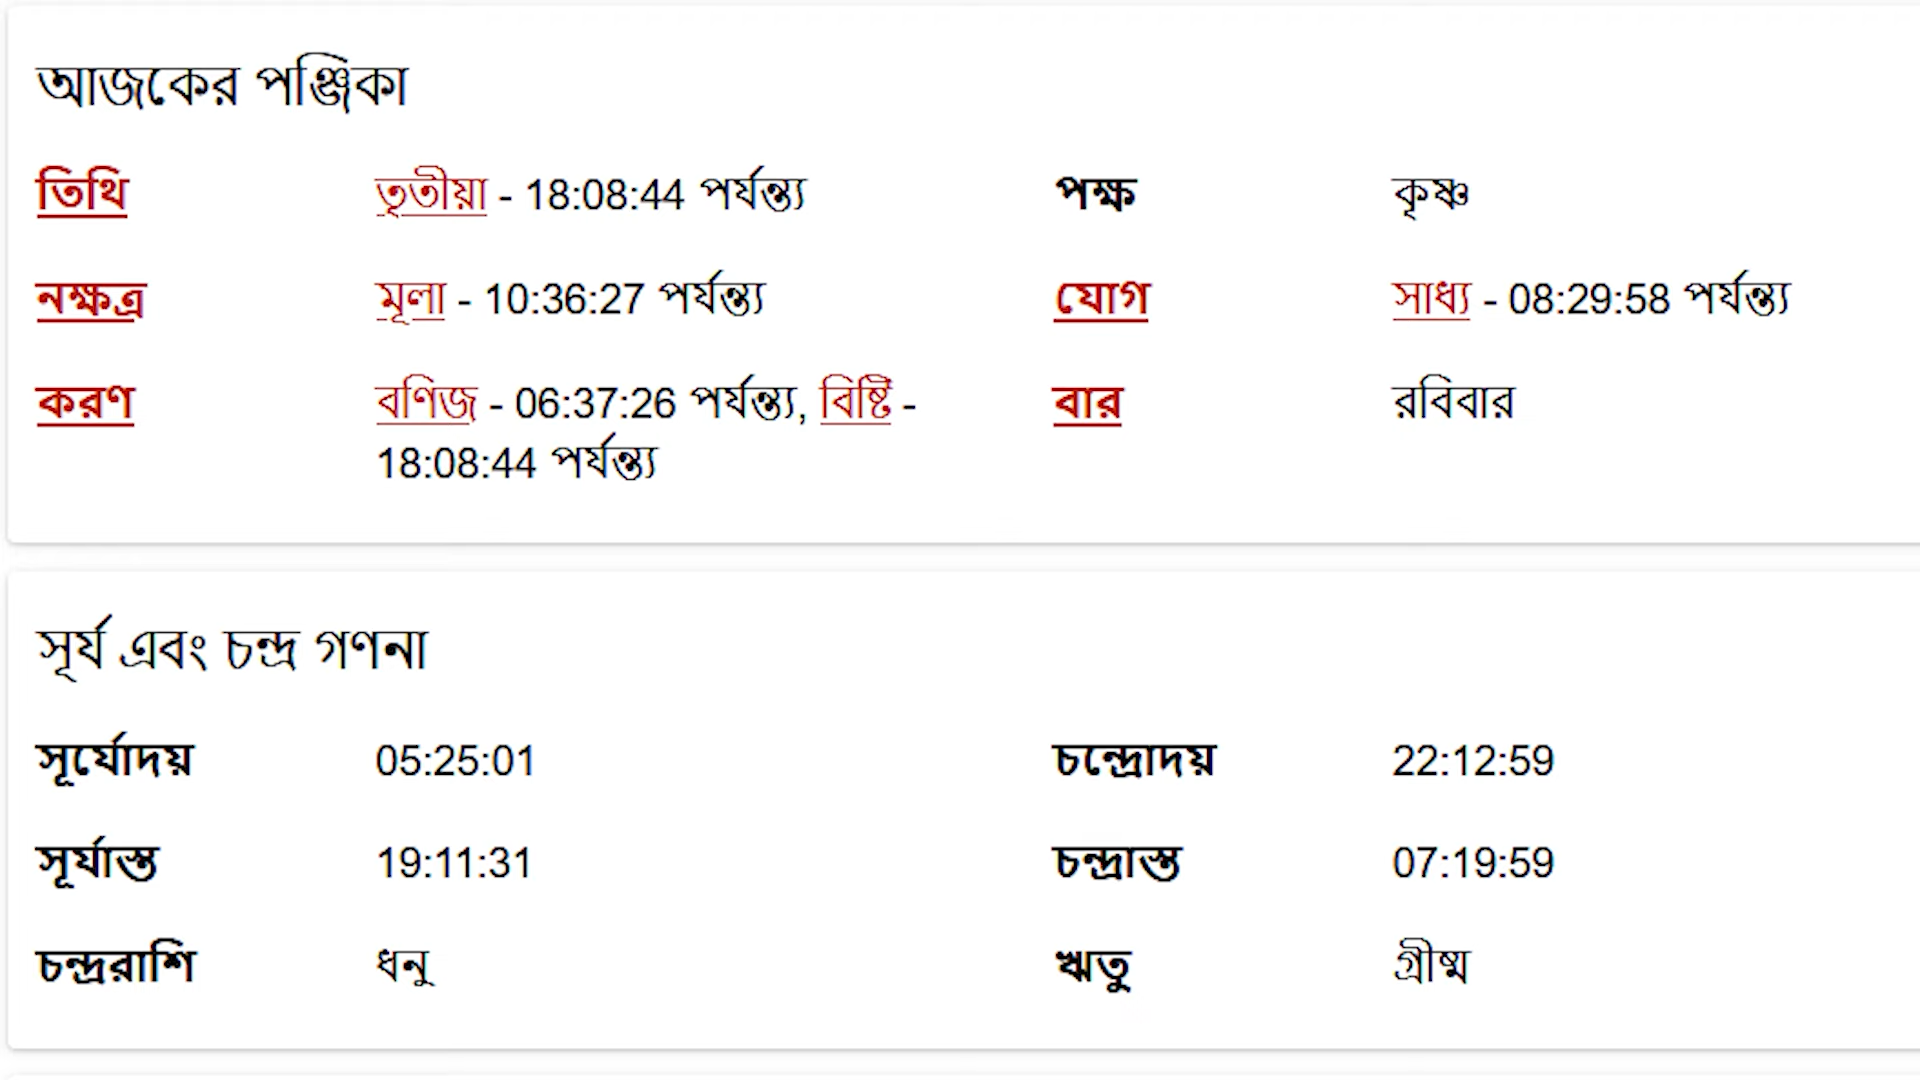 আজকের পঞ্জিকা
তিথি তৃতীয়া - 18:08:44 পর্যন্ত্য পক্ষ কৃষ্ণ
নক্ষত্র মূলা - 10:36:27 পর্যন্ত্য যোগ সাধ্য - 08:29:58 পর্যন্ত্য
করণ বণিজ - 06:37:26 পর্যন্ত্য, বিষ্টি - বার রবিবার
18:08:44 পর্যন্ত্য
সূর্য এবং চন্দ্র গণনা
সূর্যোদয় 05:25:01 চন্দ্রোদয় 22:12:59
সূর্যাস্ত 19:11:31 চন্দ্রাস্ত 07:19:59
চন্দ্ররাশি ধনু ঋতু গ্রীষ্ম